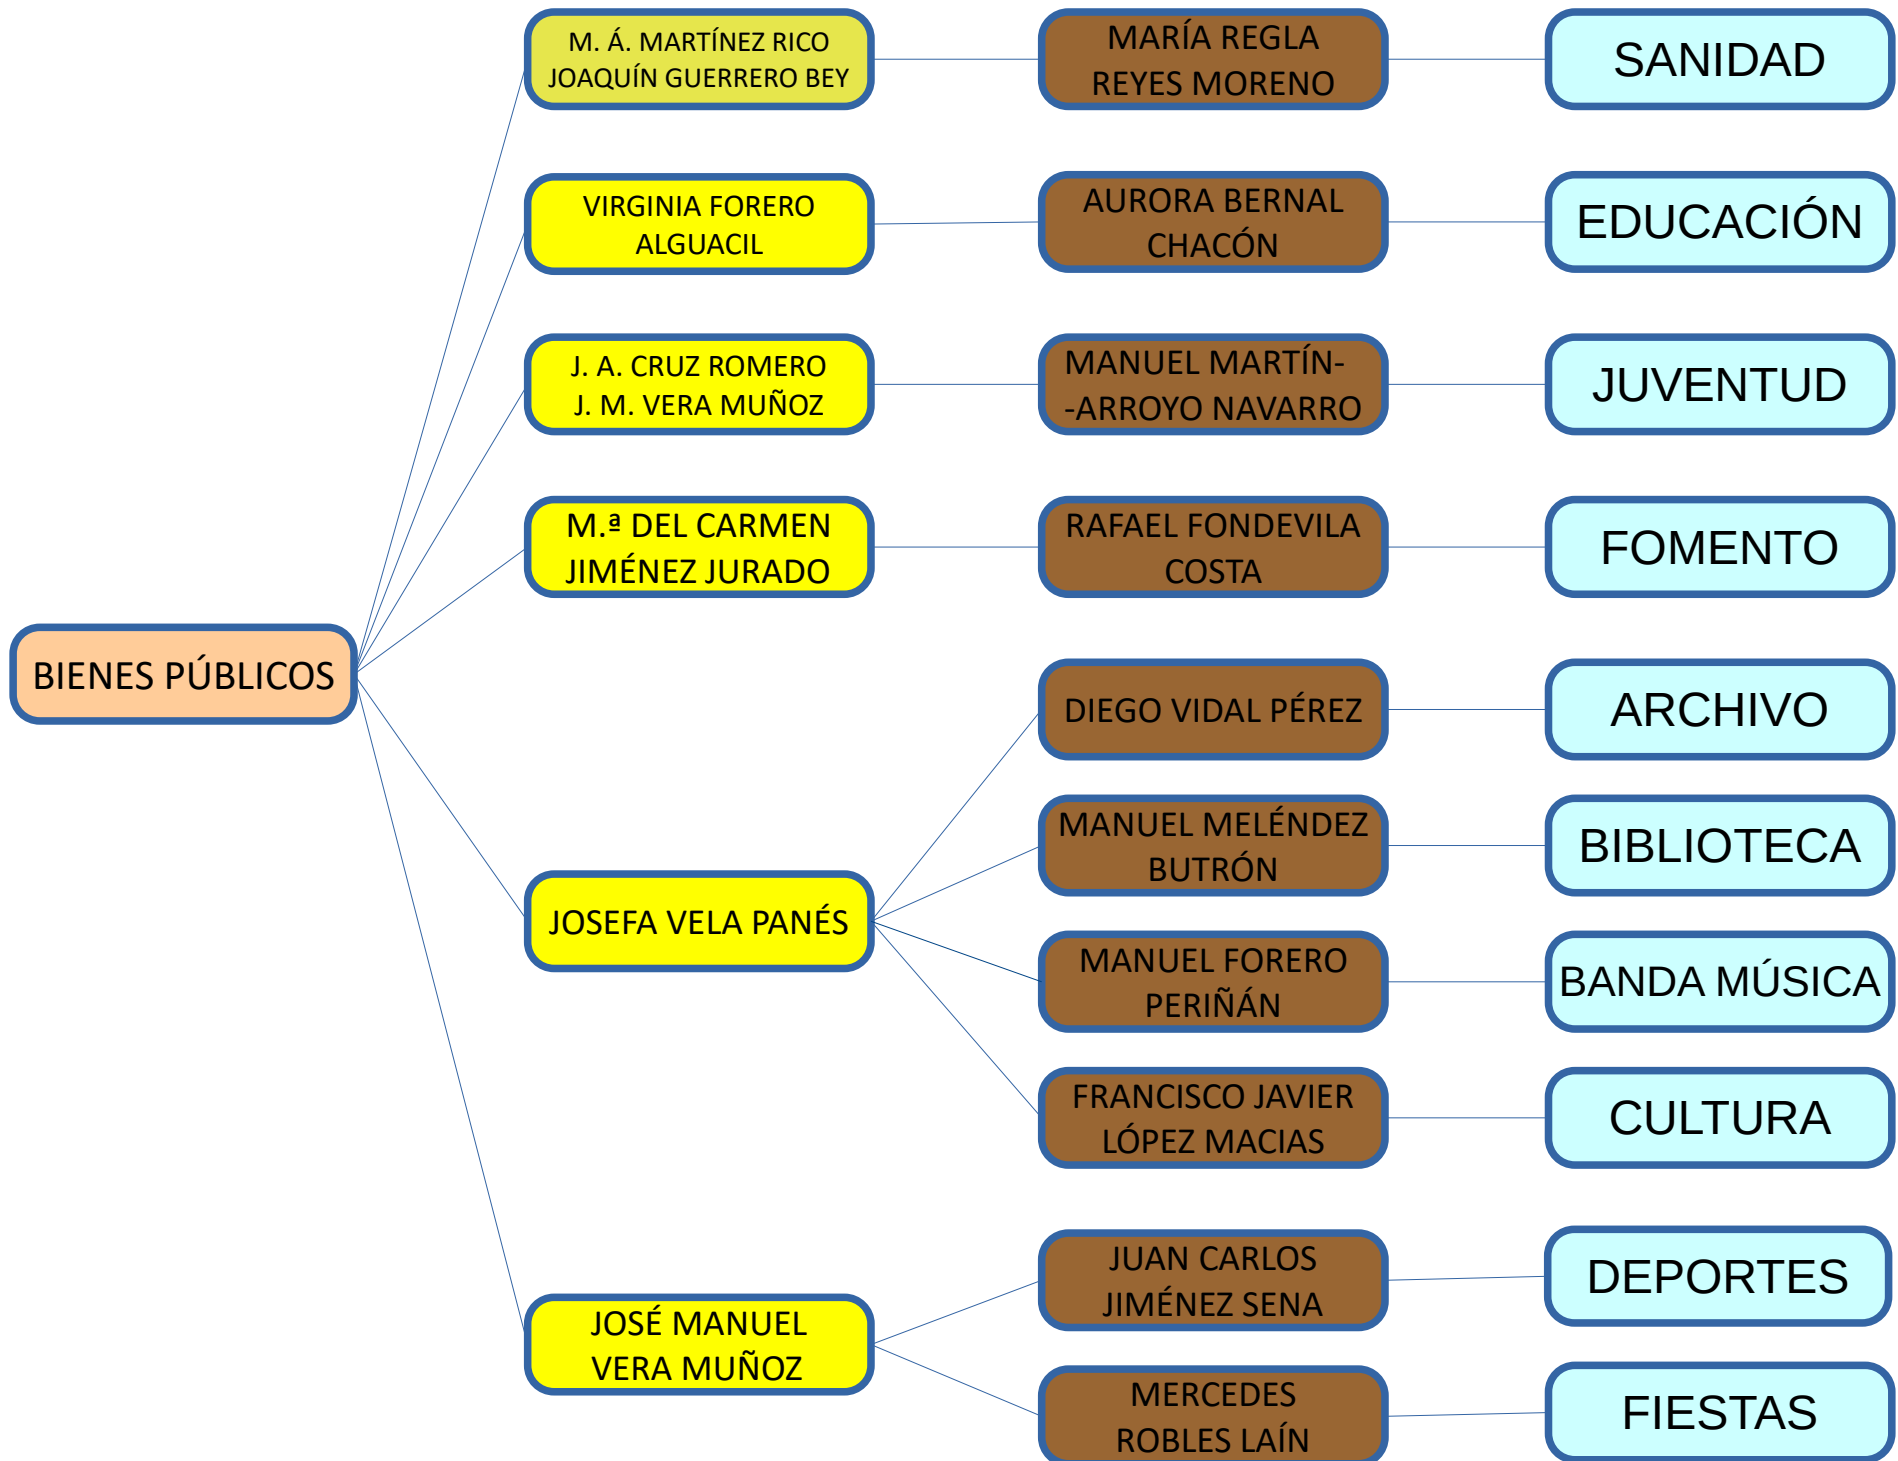 M. Á. MARTÍNEZ RICO
JOAQUÍN GUERRERO BEY
MARÍA REGLA
REYES MORENO
SANIDAD
VIRGINIA FORERO
ALGUACIL
AURORA BERNAL
CHACÓN
EDUCACIÓN
J. A. CRUZ ROMERO
J. M. VERA MUÑOZ
MANUEL MARTÍN-
-ARROYO NAVARRO
JUVENTUD
M.ª DEL CARMEN
JIMÉNEZ JURADO
RAFAEL FONDEVILA
COSTA
FOMENTO
BIENES PÚBLICOS
JOSEFA VELA PANÉS
DIEGO VIDAL PÉREZ
ARCHIVO
MANUEL MELÉNDEZ
BUTRÓN
BIBLIOTECA
MANUEL FORERO
PERIÑÁN
BANDA MÚSICA
FRANCISCO JAVIER
LÓPEZ MACIAS
CULTURA
JOSÉ MANUEL
VERA MUÑOZ
JUAN CARLOS
JIMÉNEZ SENA
DEPORTES
MERCEDES
ROBLES LAÍN
FIESTAS